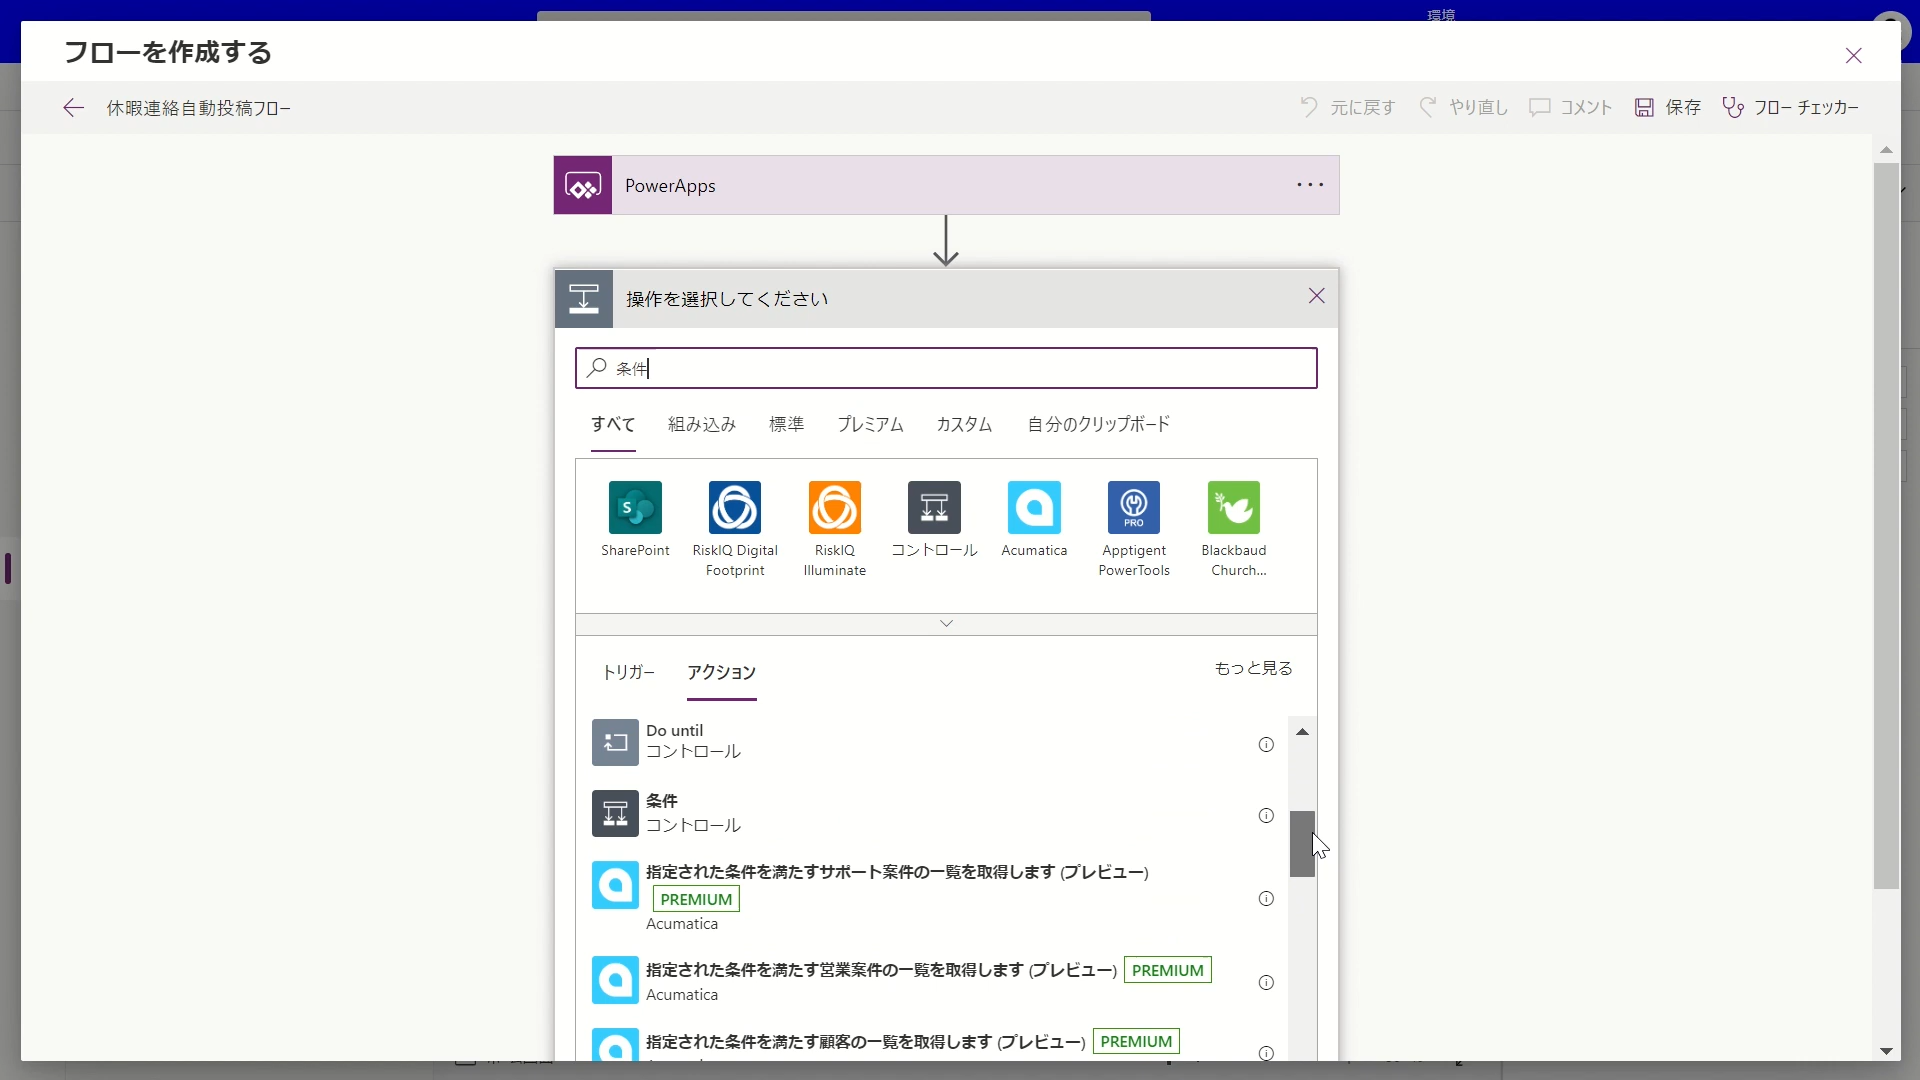 環境
フローを作成する
休暇連絡自動投稿フロー
元に戻す
やり直し
コメント
保存
フロー チェッカー
PowerApps
操作を選択してください
条件
すべて
組み込み
標準
プレミアム
カスタム
自分のクリップボード
SharePoint
RiskIQ Digital
Footprint
RiskIQ
Illuminate
コントロール
Acumatica
Apptigent
PowerTools
Blackbaud
Church...
トリガー
アクション
もっと見る
Do until
コントロール
条件
コントロール
指定された条件を満たすサポート案件の一覧を取得します (プレビュー)
PREMIUM
Acumatica
指定された条件を満たす営業案件の一覧を取得します (プレビュー) PREMIUM
Acumatica
指定された条件を満たす顧客の一覧を取得します (プレビュー) PREMIUM